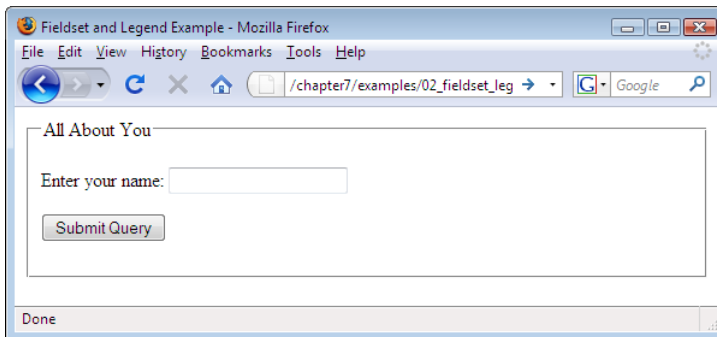 Fieldset and Legend Example - Mozilla Firefox
File Edit View History Bookmarks Tools Help
/chapter7/examples/02_fieldset_leg
G Google
All About You
Enter your name:
Submit Query
Done